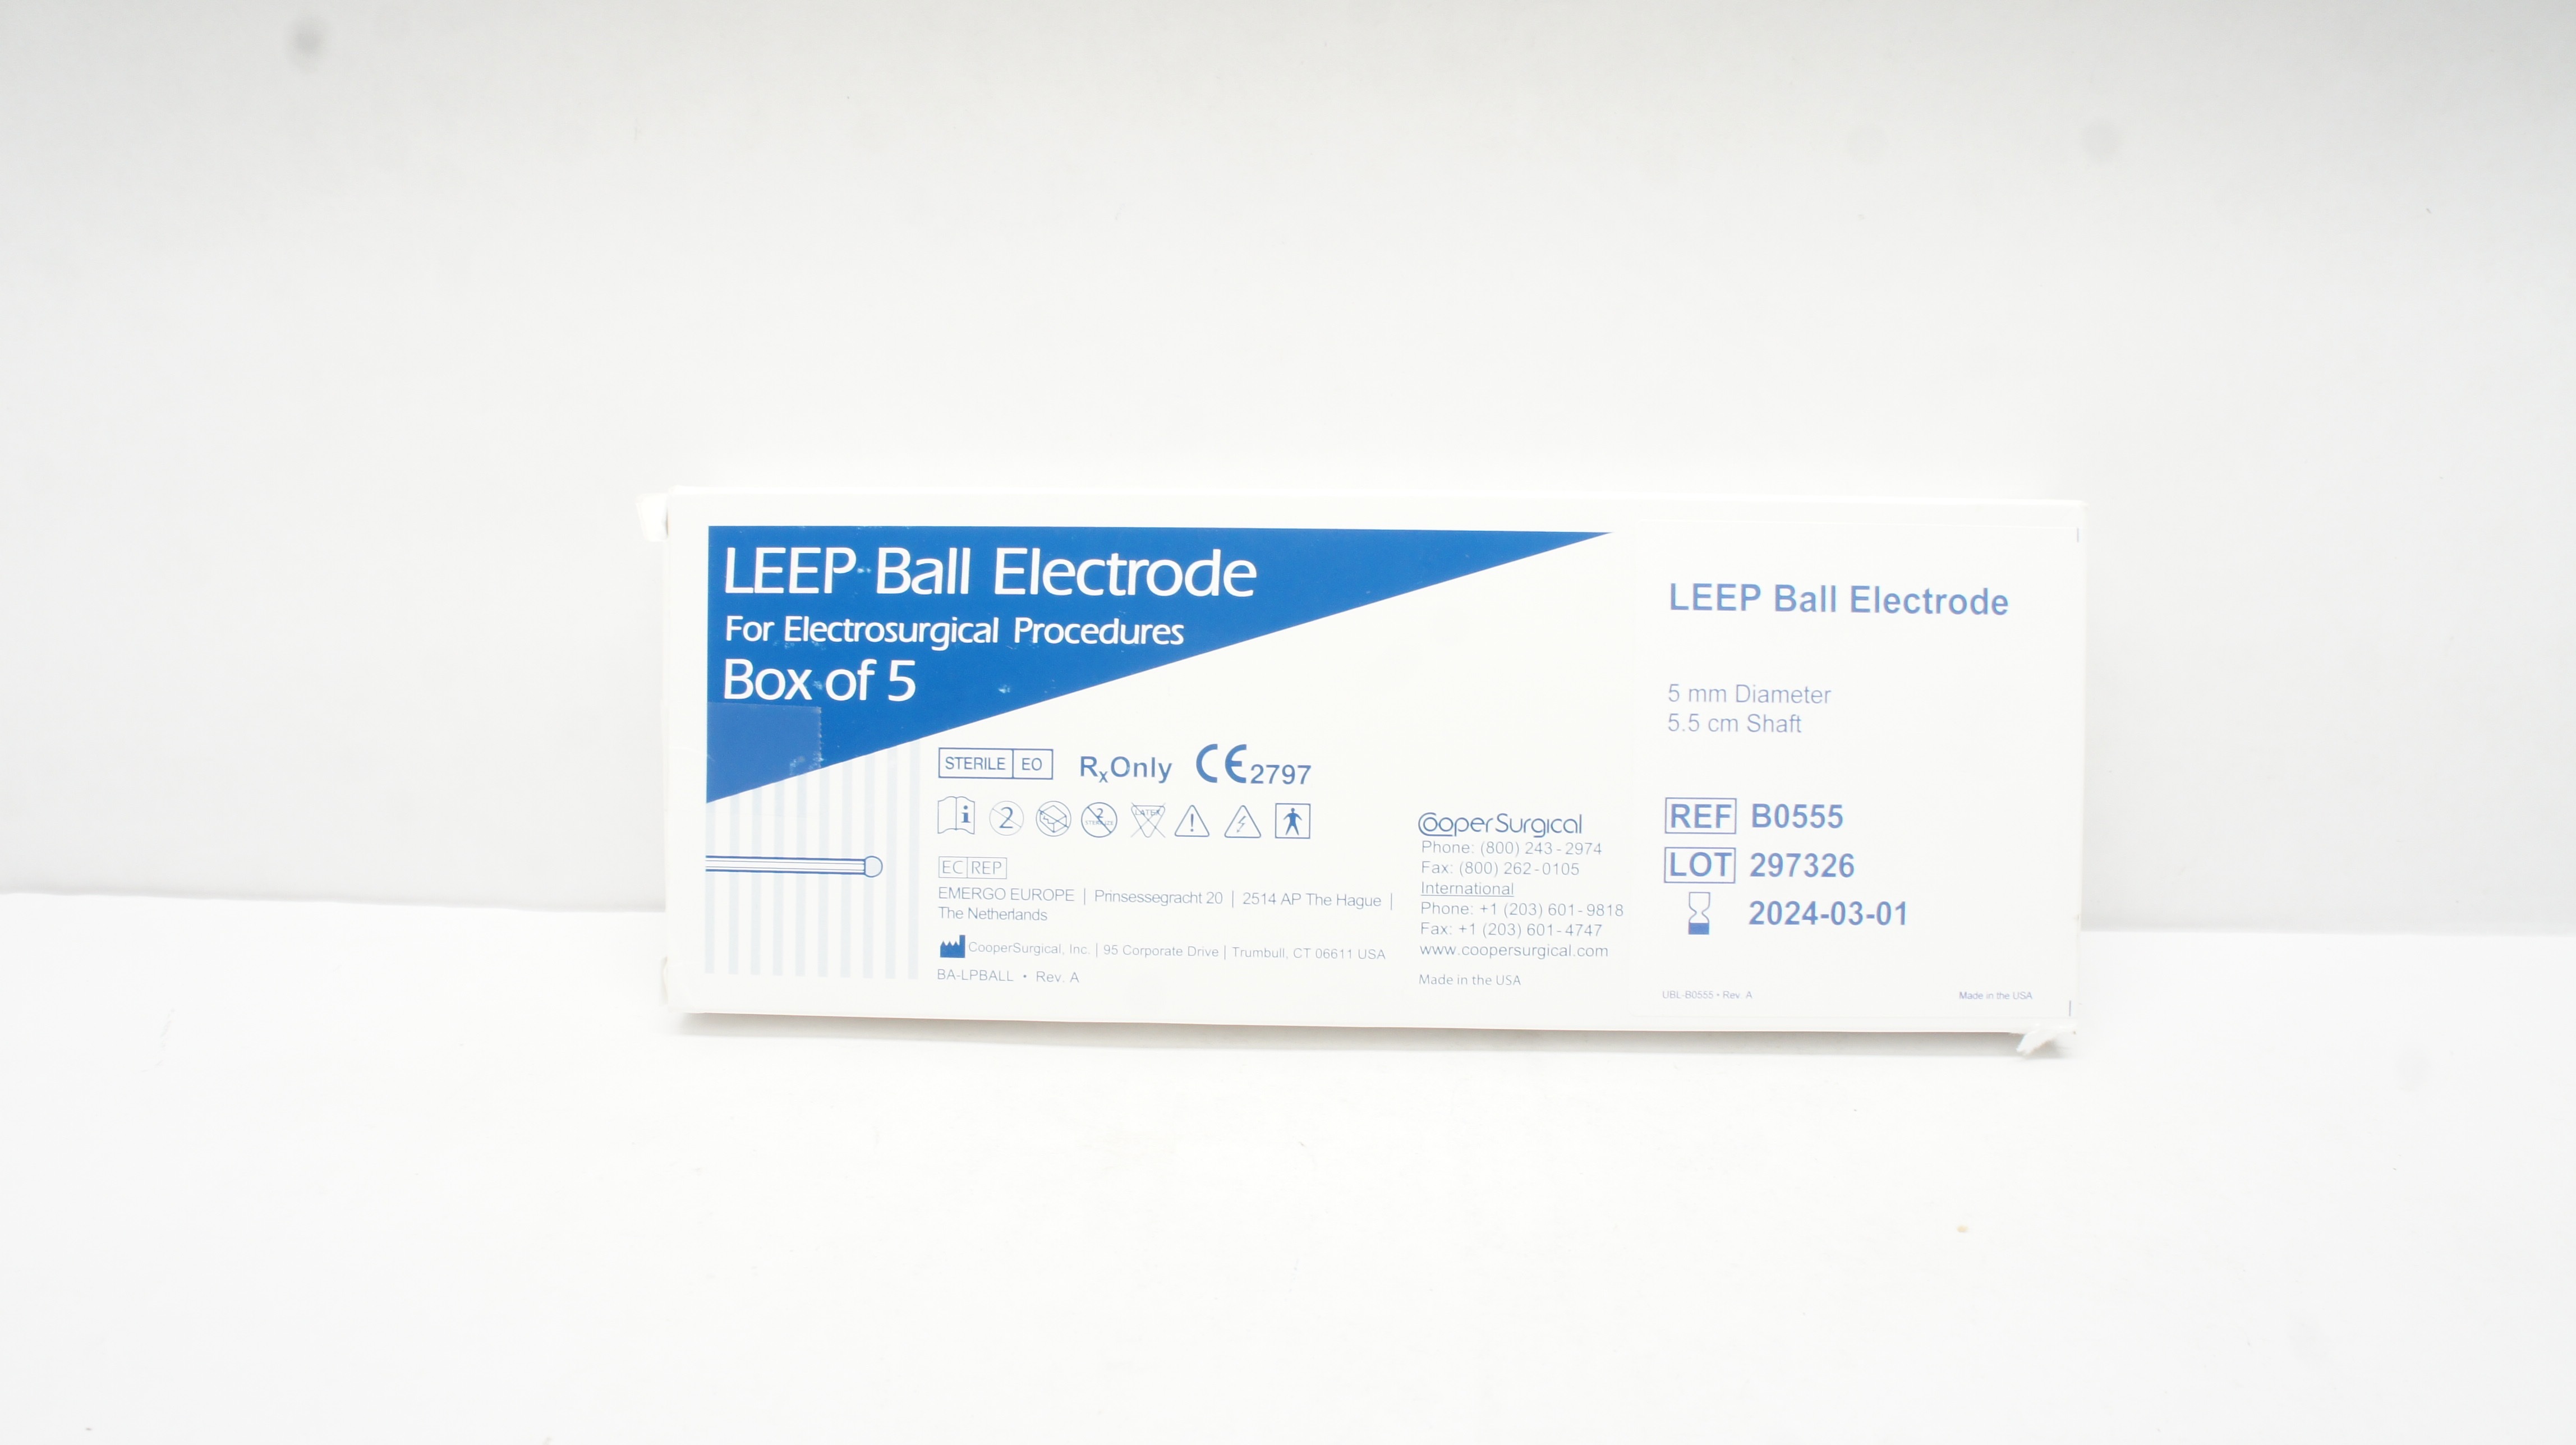 LEEP Ball Electrode
For Electrosurgical Procedures
Box of 5
STERILE EO RxOnly CE2797
i 2 2 STERILIZE LATEX !
EC REP
EMERGO EUROPE | Prinsessegracht 20 | 2514 AP The Hague |
The Netherlands
CooperSurgical, Inc. | 95 Corporate Drive | Trumbull, CT 06611 USA
BA-LPBALL • Rev. A
CooperSurgical
Phone: (800) 243-2974
Fax: (800) 262-0105
International
Phone: +1 (203) 601-9818
Fax: +1 (203) 601-4747
www.coopersurgical.com
Made in the USA
LEEP Ball Electrode
5 mm Diameter
5.5 cm Shaft
REF B0555
LOT 297326
2024-03-01
UBL-B0555 • Rev. A
Made in the USA